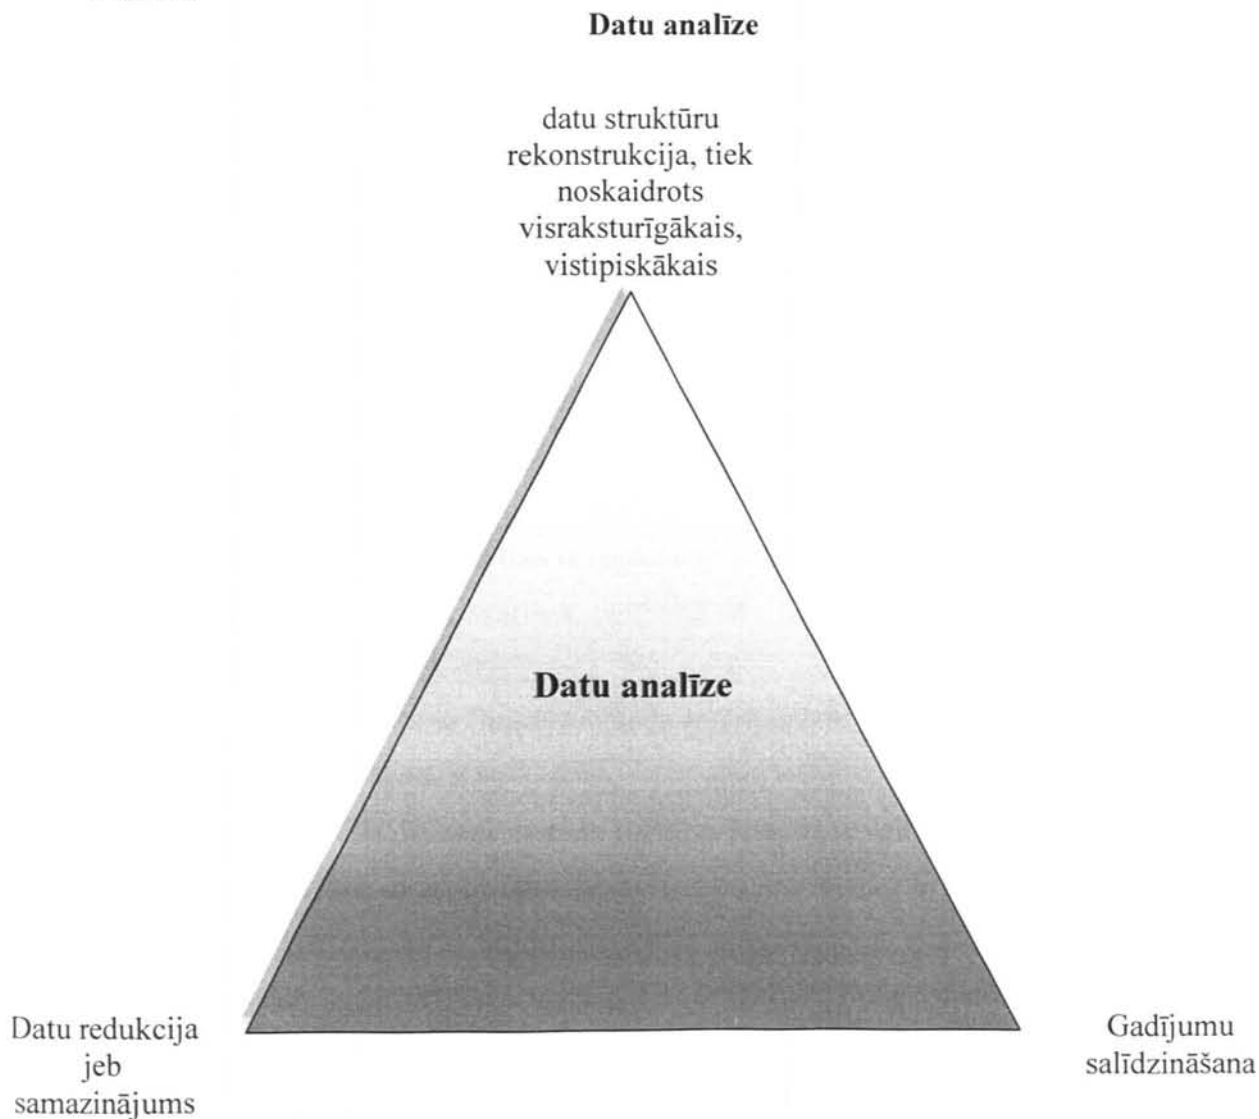 Datu analīze
datu struktūru
rekonstrukcija, tiek
noskaidrots
visraksturīgākais,
vistipiskākais
Datu analīze
Datu redukcija
jeb
samazinājums
Gadījumu
salīdzināšana